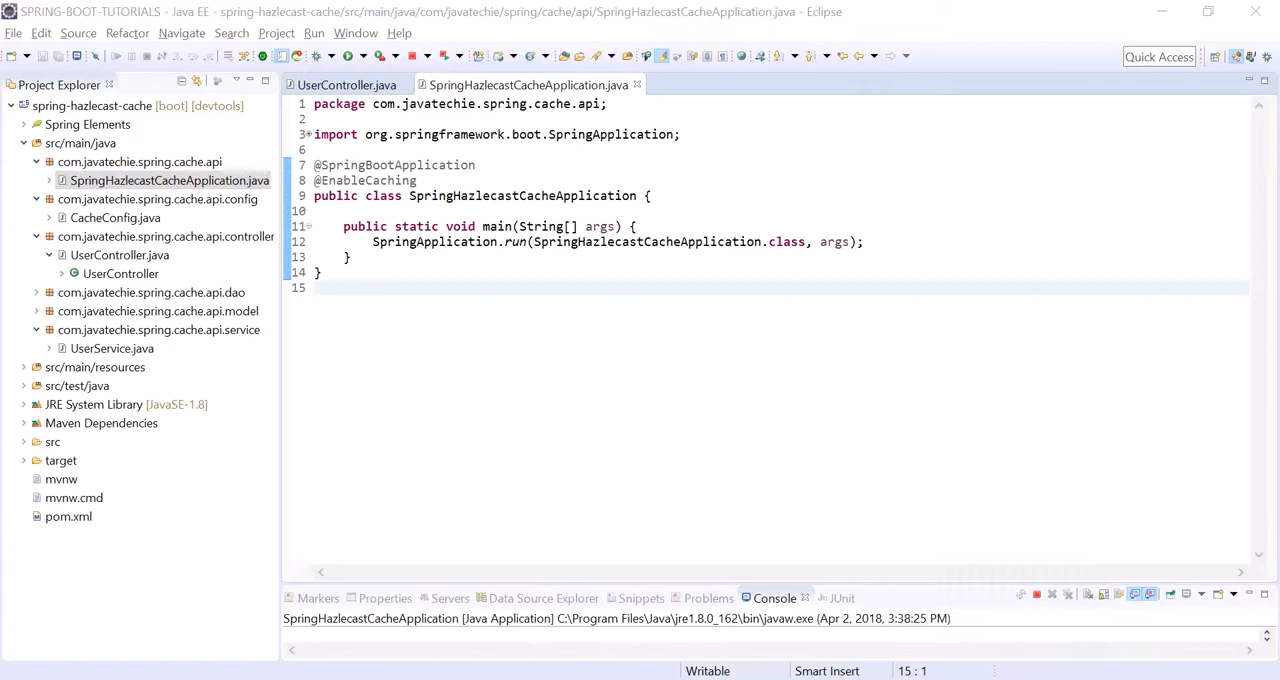 SPRING-BOOT-TUTORIALS - Java EE - spring-hazlecast-cache/src/main/java/com/javatechie/spring/cache/api/SpringHazlecastCacheApplication.java - Eclipse
File Edit Source Refactor Navigate Search Project Run Window Help
Quick Access
Project Explorer
spring-hazlecast-cache [boot] [devtools]
Spring Elements
src/main/java
com.javatechie.spring.cache.api
SpringHazlecastCacheApplication.java
com.javatechie.spring.cache.api.config
CacheConfig.java
com.javatechie.spring.cache.api.controller
UserController.java
UserController
com.javatechie.spring.cache.api.dao
com.javatechie.spring.cache.api.model
com.javatechie.spring.cache.api.service
UserService.java
src/main/resources
src/test/java
JRE System Library [JavaSE-1.8]
Maven Dependencies
src
target
mvnw
mvnw.cmd
pom.xml
UserController.java SpringHazlecastCacheApplication.java
1 package com.javatechie.spring.cache.api;
2
3 import org.springframework.boot.SpringApplication;
6
7 @SpringBootApplication
8 @EnableCaching
9 public class SpringHazlecastCacheApplication {
10
11 public static void main(String[] args) {
12 SpringApplication.run(SpringHazlecastCacheApplication.class, args);
13 }
14 }
15
Markers Properties Servers Data Source Explorer Snippets Problems Console JUnit
SpringHazlecastCacheApplication [Java Application] C:\Program Files\Java\jre1.8.0_162\bin\javaw.exe (Apr 2, 2018, 3:38:25 PM)
Writable Smart Insert 15 : 1